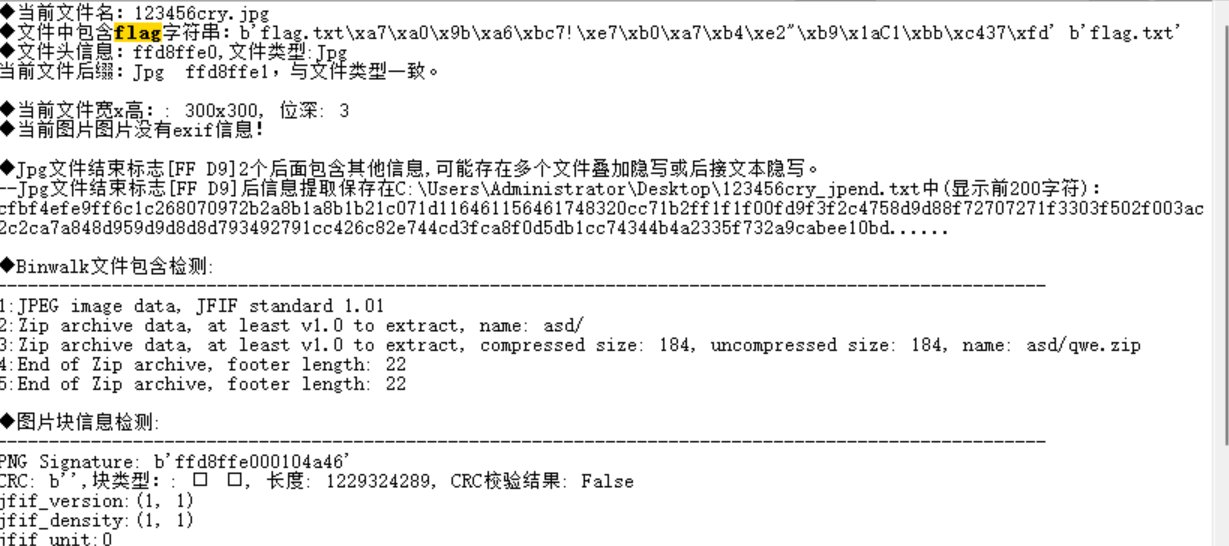 ◆当前文件名：123456cry.jpg
◆文件中包含flag字符串：b'flag.txt\xa7\xa0\x9b\xa6\xbc7!\xe7\xb0\xa7\xb4\xe2"\xb9\x1aC1\xbb\xc437\xfd' b'flag.txt'
◆文件头信息：ffd8ffe0,文件类型:Jpg
当前文件后缀：Jpg  ffd8ffe1，与文件类型一致。
◆当前文件宽x高：: 300x300, 位深: 3
◆当前图片图片没有exif信息！
◆Jpg文件结束标志[FF D9]2个后面包含其他信息,可能存在多个文件叠加隐写或后接文本隐写。
--Jpg文件结束标志[FF D9]后信息提取保存在C:\Users\Administrator\Desktop\123456cry_jpend.txt中(显示前200字符)：
cfbf4efe9ff6c1c268070972b2a8b1a8b1b21c071d116461156461748320cc71b2ff1f1f00fd9f3f2c4758d9d88f72707271f3303f502f003ac
2c2ca7a848d959d9d8d8d793492791cc426c82e744cd3fca8f0d5db1cc74344b4a2335f732a9cabee10bd......
◆Binwalk文件包含检测:
1:JPEG image data, JFIF standard 1.01
2:Zip archive data, at least v1.0 to extract, name: asd/
3:Zip archive data, at least v1.0 to extract, compressed size: 184, uncompressed size: 184, name: asd/qwe.zip
4:End of Zip archive, footer length: 22
5:End of Zip archive, footer length: 22
◆图片块信息检测:
PNG Signature: b'ffd8ffe000104a46'
CRC: b'',块类型：: □ □, 长度: 1229324289, CRC校验结果: False
jfif_version:(1, 1)
jfif_density:(1, 1)
jfif_unit:0